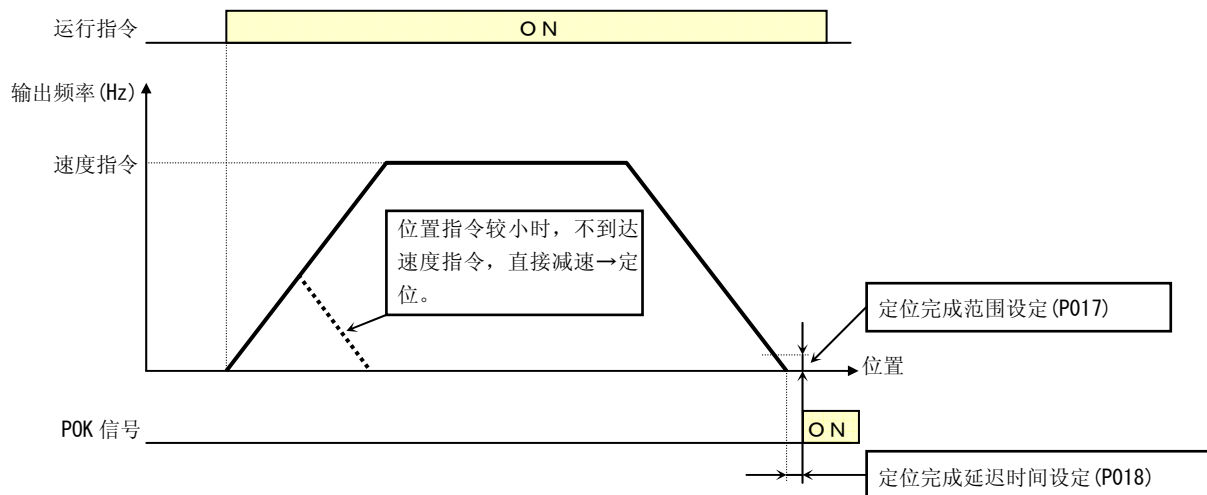 运行指令
ON
输出频率(Hz)
速度指令
位置指令较小时，不到达
速度指令，直接减速→定
位。
定位完成范围设定(P017)
位置
POK 信号
ON
定位完成延迟时间设定(P018)